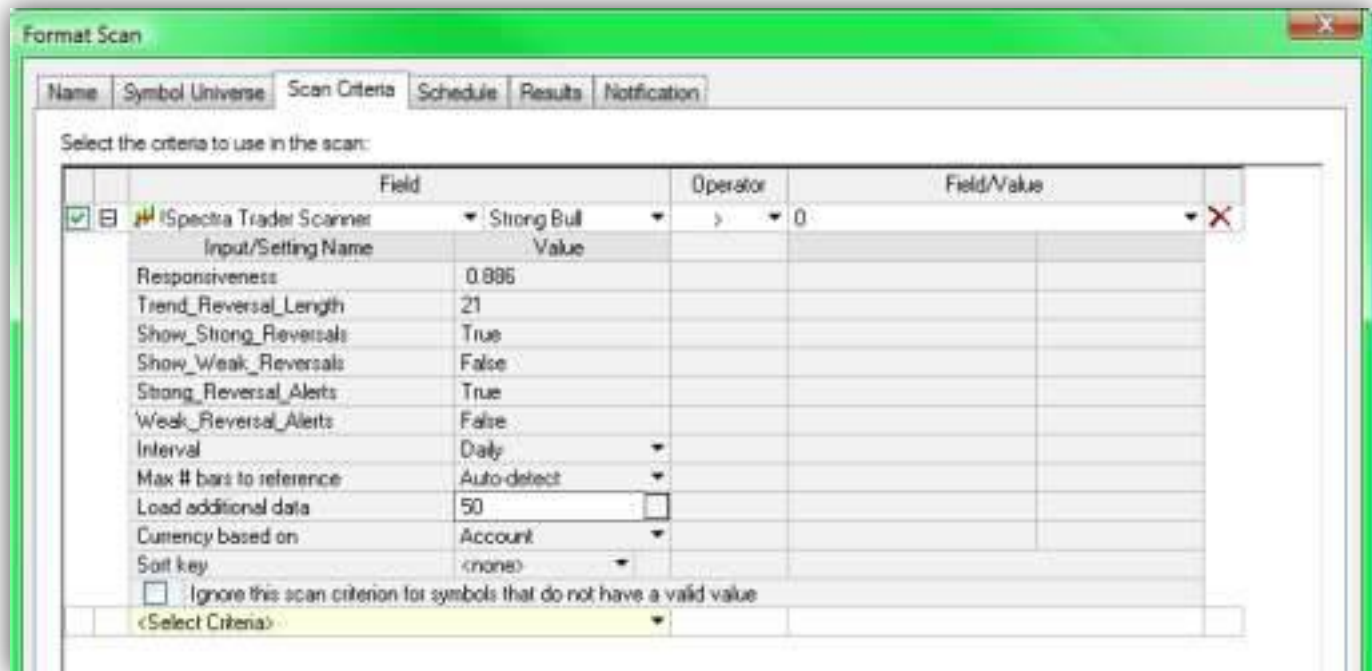 Format Scan
Name Symbol Universe Scan Criteria Schedule Results Notification
Select the criteria to use in the scan:
Field Operator Field/Value
!Spectra Trader Scanner Strong Bull > 0
Input/Setting Name Value
Responsiveness 0.886
Trend_Reversal_Length 21
Show_Strong_Reversals True
Show_Weak_Reversals False
Strong_Reversal_Alerts True
Weak_Reversal_Alerts False
Interval Daily
Max # bars to reference Auto-detect
Load additional data 50
Currency based on Account
Sort key <none>
Ignore this scan criterion for symbols that do not have a valid value
<Select Criteria>